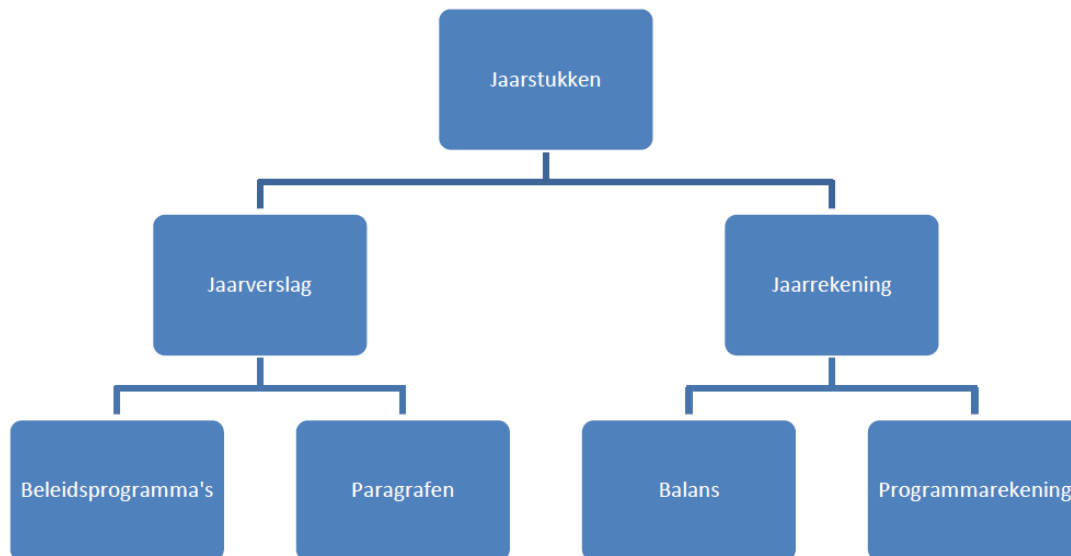 Jaarstukken
Jaarverslag
Jaarrekening
Beleidsprogramma's
Paragrafen
Balans
Programmarekening